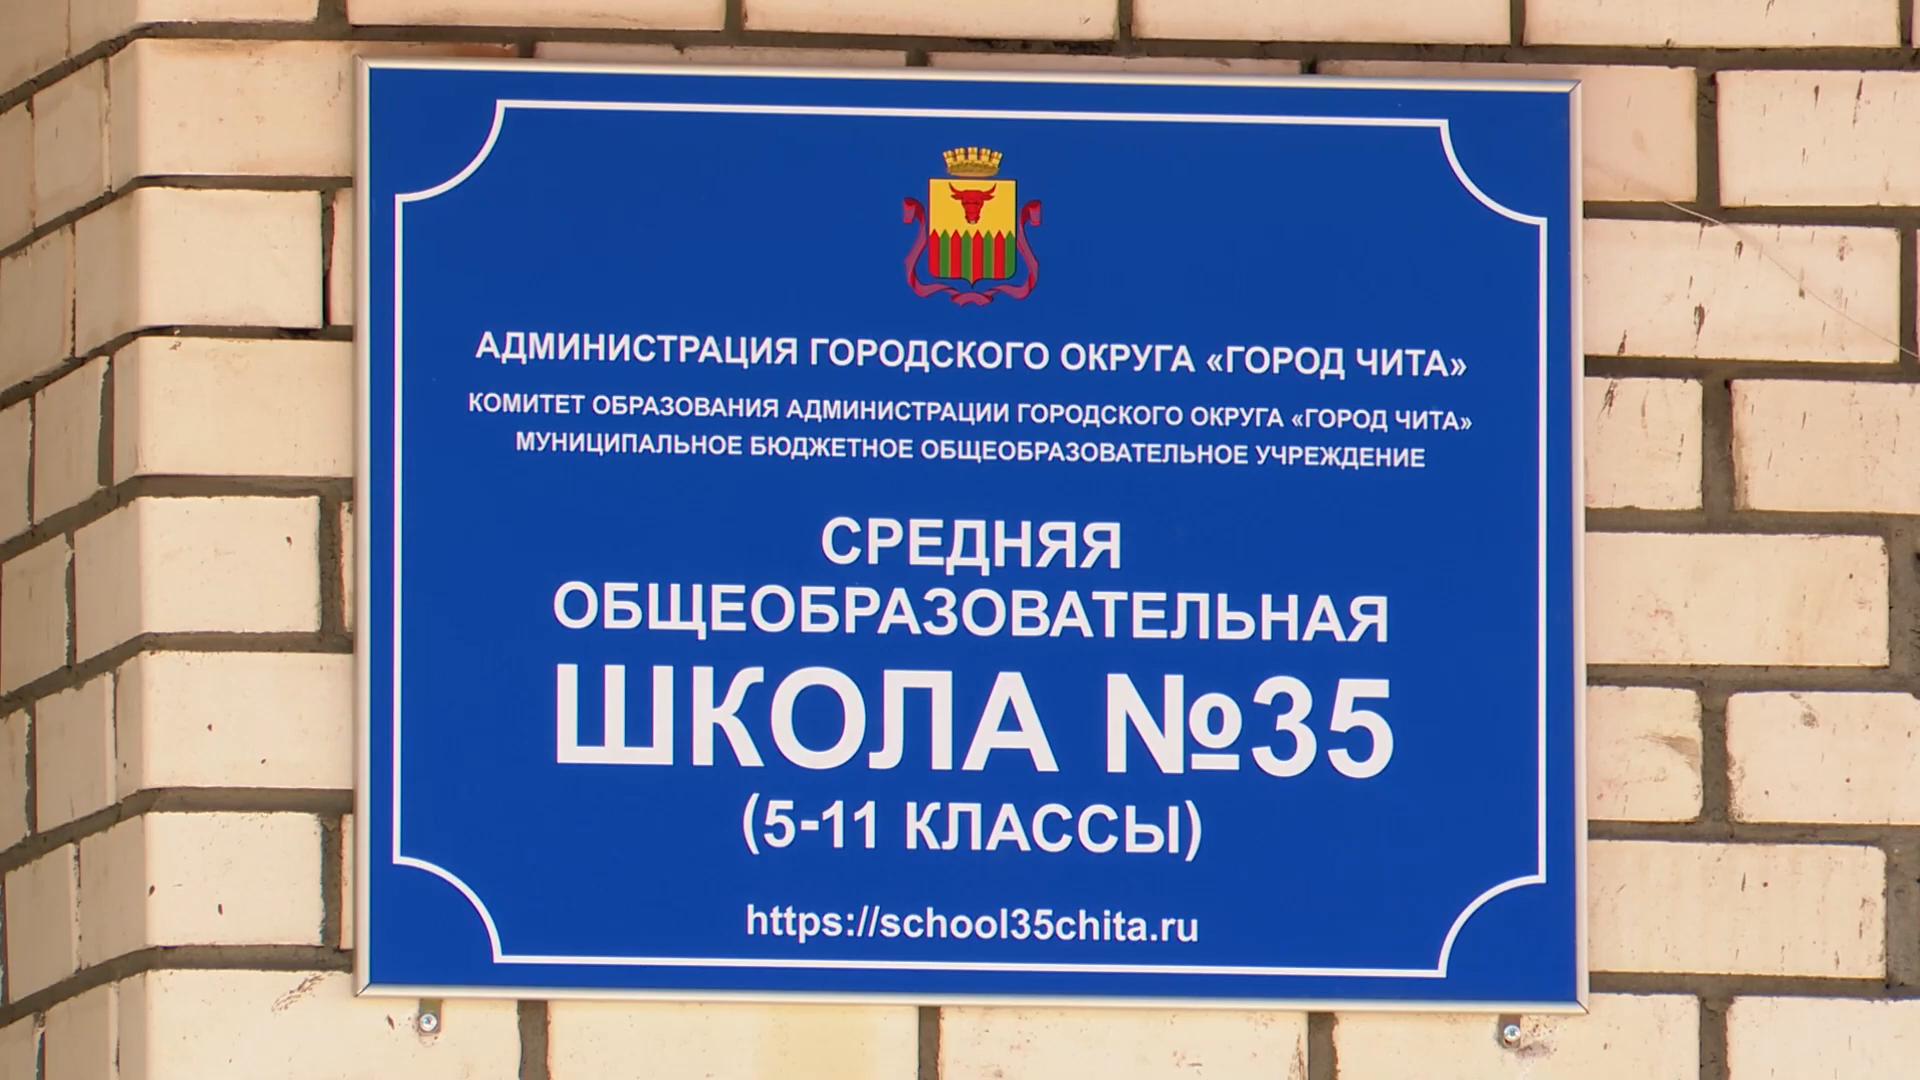 АДМИНИСТРАЦИЯ ГОРОДСКОГО ОКРУГА «ГОРОД ЧИТА»
КОМИТЕТ ОБРАЗОВАНИЯ АДМИНИСТРАЦИИ ГОРОДСКОГО ОКРУГА «ГОРОД ЧИТА»
МУНИЦИПАЛЬНОЕ БЮДЖЕТНОЕ ОБЩЕОБРАЗОВАТЕЛЬНОЕ УЧРЕЖДЕНИЕ
СРЕДНЯЯ
ОБЩЕОБРАЗОВАТЕЛЬНАЯ
ШКОЛА №35
(5-11 КЛАССЫ)
https://school35chita.ru